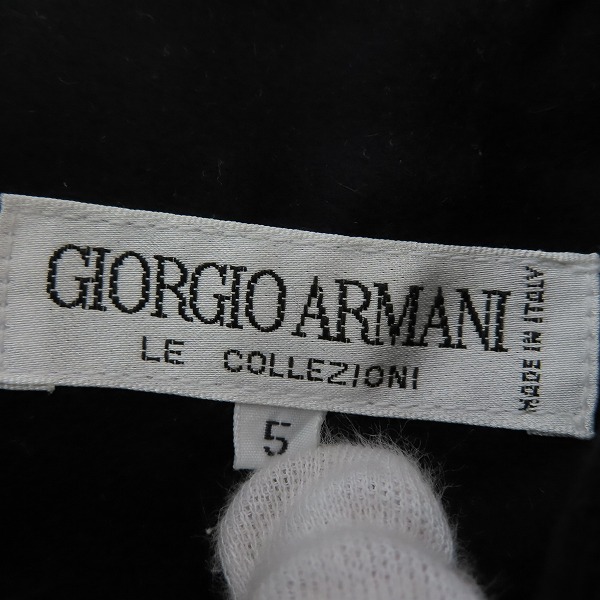 GIORGIO ARMANI
LE COLLEZIONI
MADE IN ITALY
5